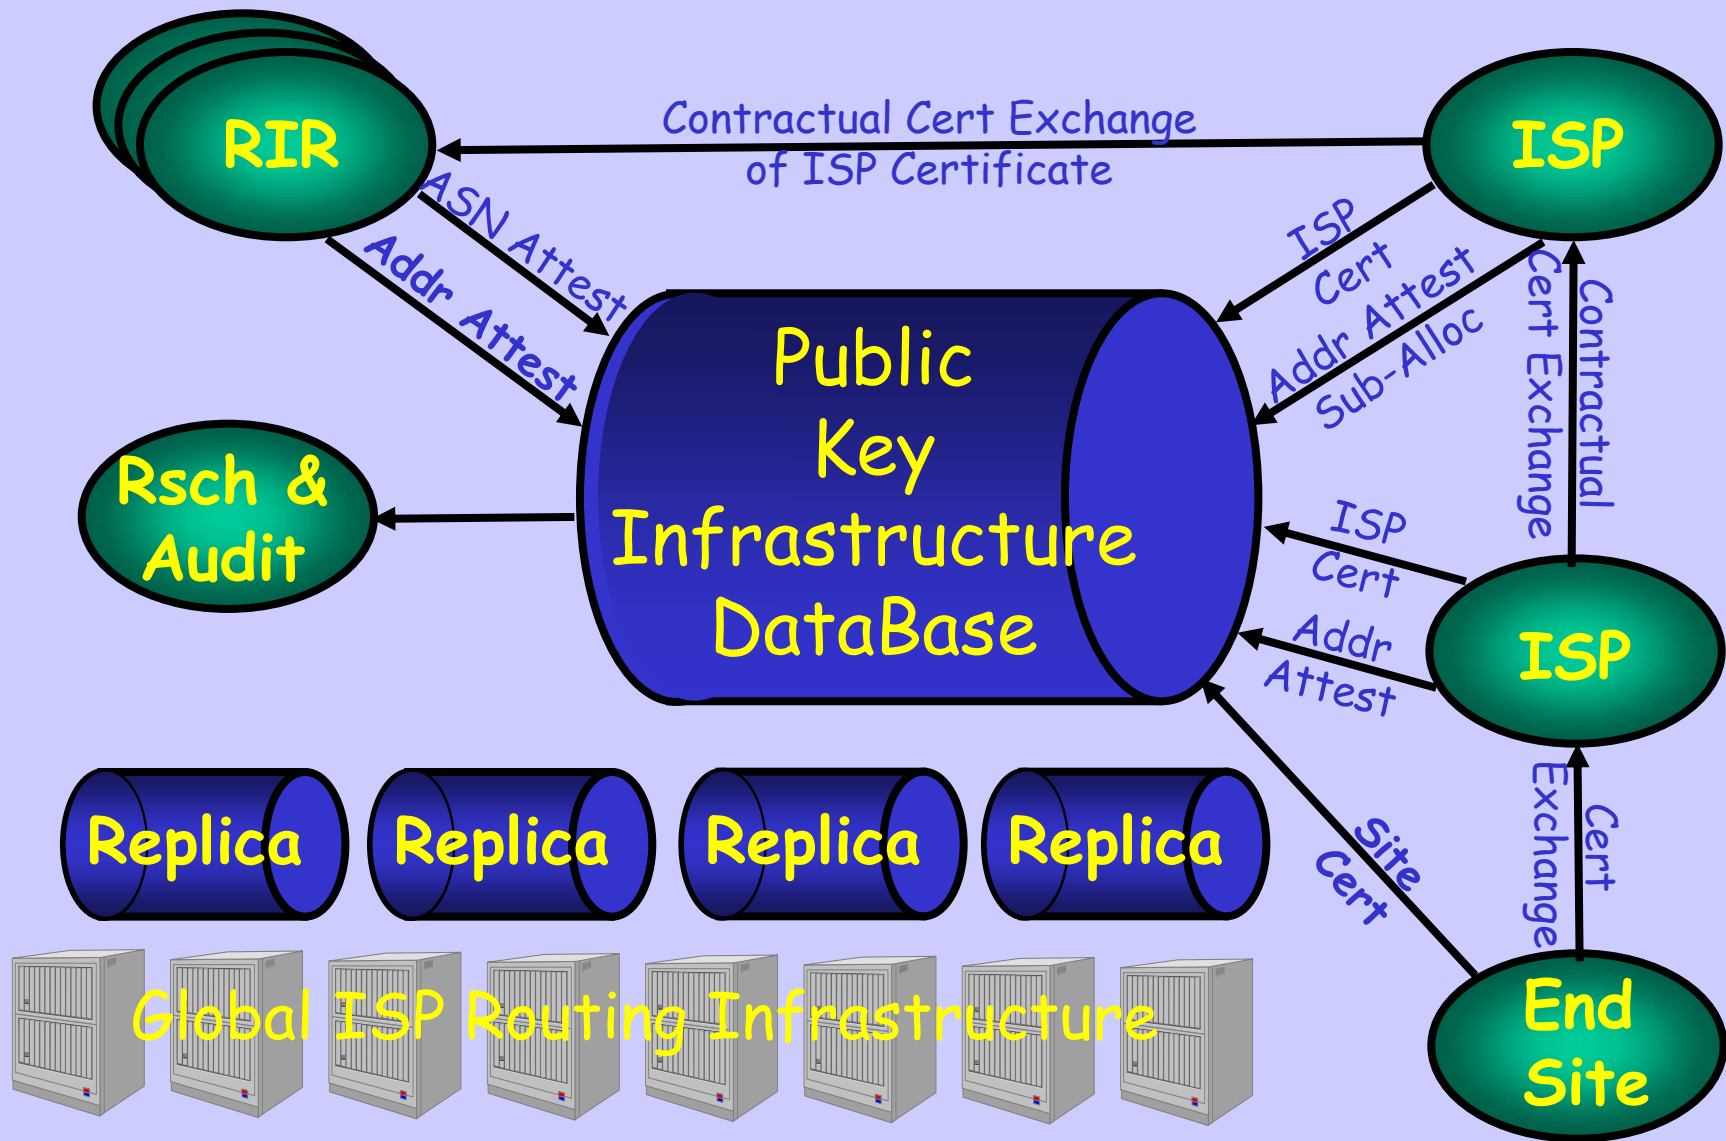 RIR
Contractual Cert Exchange
of ISP Certificate
ISP
ASN Attest
Addr Attest
ISP
Cert
Addr Attest
Sub-Alloc
Contractual
Cert Exchange
Public
Key
Infrastructure
DataBase
Rsch &
Audit
ISP
Cert
Addr
Attest
ISP
Site
Cert
Cert
Exchange
Replica
Replica
Replica
Replica
Global ISP Routing Infrastructure
End
Site